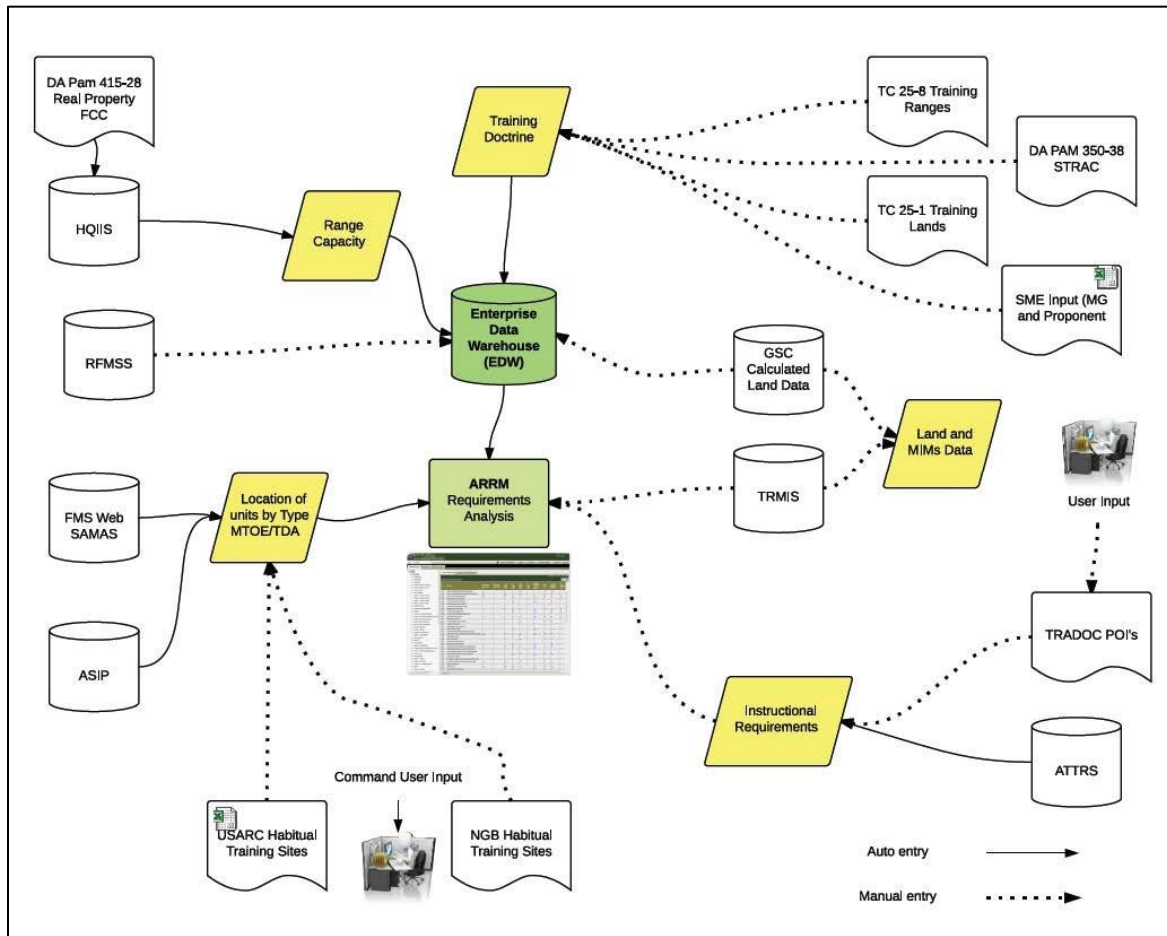 DA Pam 415-28
Real Property
FCC
HQIIS
Range
Capacity
Training
Doctrine
TC 25-8 Training
Ranges
DA PAM 350-38
STRAC
TC 25-1 Training
Lands
SME Input (MG
and Proponent
RFMSS
Enterprise
Data
Warehouse
(EDW)
GSC
Calculated
Land Data
Land and
MIMs Data
User Input
FMS Web
SAMAS
Location of
units by Type
MTOE/TDA
ARRM
Requirements
Analysis
TRMIS
ASIP
TRADOC POI's
Instructional
Requirements
ATTRS
Command User Input
USARC Habitual
Training Sites
NGB Habitual
Training Sites
Auto entry
Manual entry